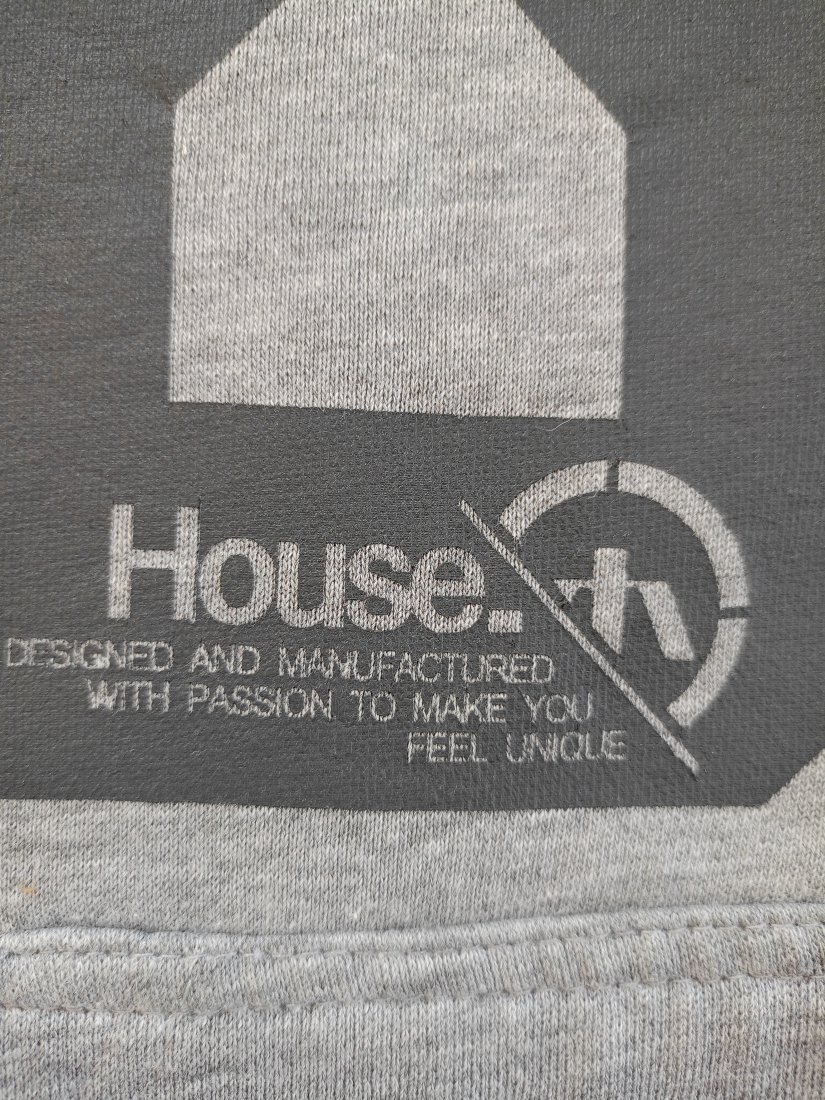 House.
DESIGNED AND MANUFACTURED
WITH PASSION TO MAKE YOU
FEEL UNIQUE
h